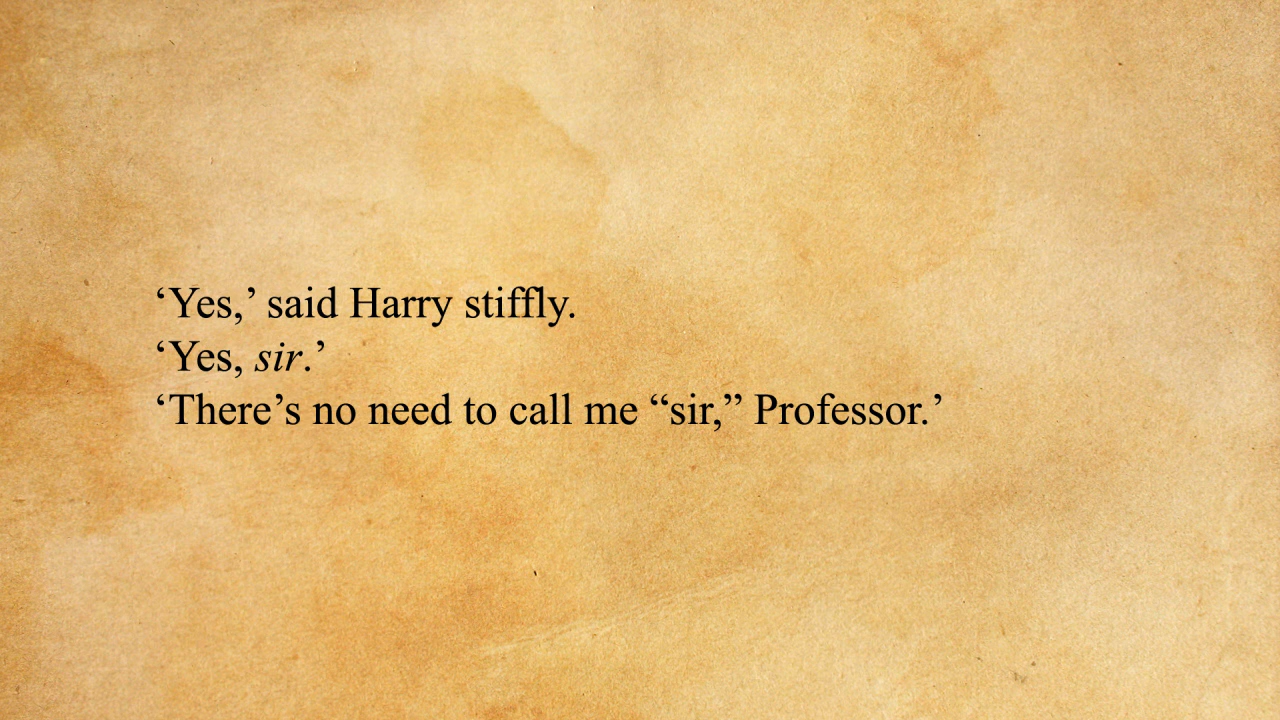 ‘Yes,’ said Harry stiffly.
‘Yes, sir.’
‘There’s no need to call me “sir,” Professor.’